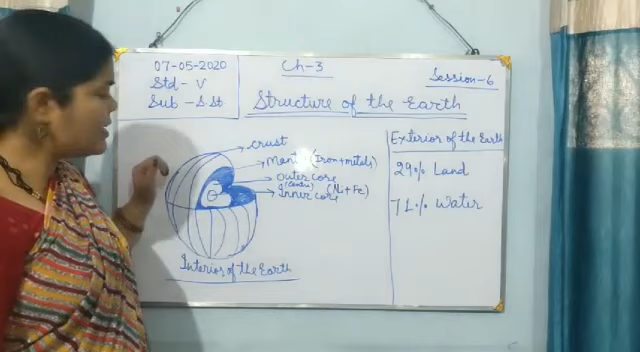 07-05-2020
Std - V
Sub - S.St
Ch-3
Session-6
Structure of the Earth
crust
Mantle (Iron+metals)
outer core
(Centre) (Ni+Fe)
Inner core
Interior of the Earth
Exterior of the Earth
29% Land
71% Water